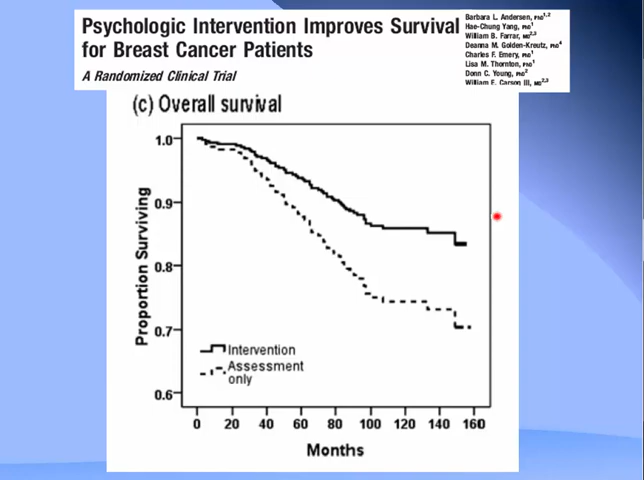 Psychologic Intervention Improves Survival
for Breast Cancer Patients
A Randomized Clinical Trial
Barbara L. Andersen, PhD1,2
Hae-Chung Yang, PhD1
William B. Farrar, MD2,3
Deanna M. Golden-Kreutz, PhD4
Charles F. Emery, PhD1
Lisa M. Thornton, PhD1
Donn C. Young, PhD2
William E. Carson III, MD2,3
(c) Overall survival
Proportion Surviving
1.0
0.9
0.8
0.7
0.6
Intervention
Assessment
only
0 20 40 60 80 100 120 140 160
Months